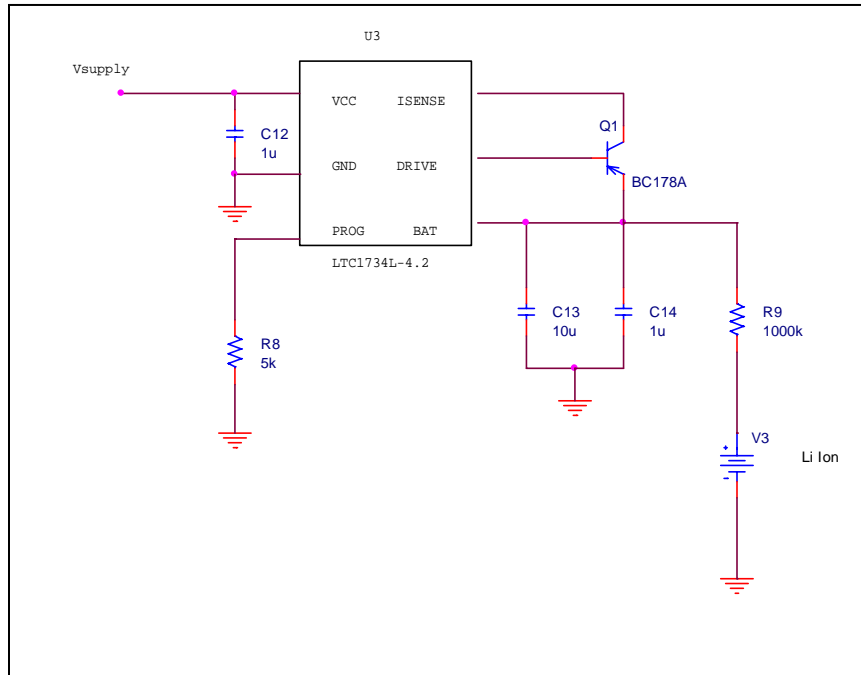 U3
Vsupply
VCC
ISENSE
C12
1u
GND
DRIVE
Q1
BC178A
PROG
BAT
LTC1734L-4.2
R8
5k
C13
10u
C14
1u
R9
1000k
V3
+
-
Li Ion